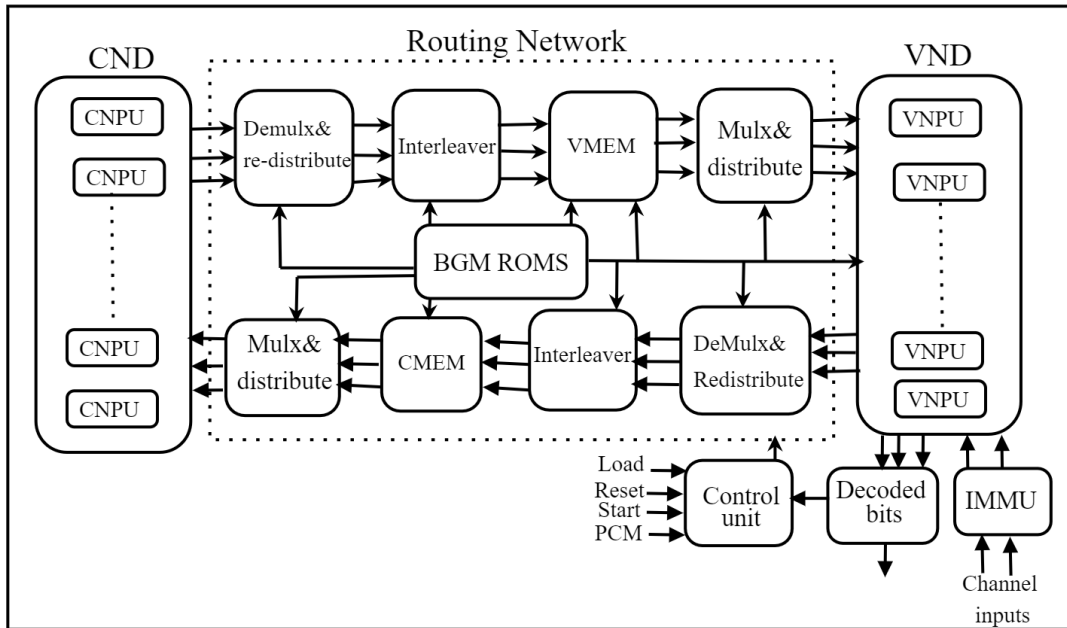 Routing Network
CND
VND
CNPU
CNPU
CNPU
CNPU
Demulx&
re-distribute
Interleaver
VMEM
Mulx&
distribute
BGM ROMS
Mulx&
distribute
CMEM
Interleaver
DeMulx&
Redistribute
VNPU
VNPU
VNPU
VNPU
Load
Reset
Start
PCM
Control
unit
Decoded
bits
IMMU
Channel
inputs